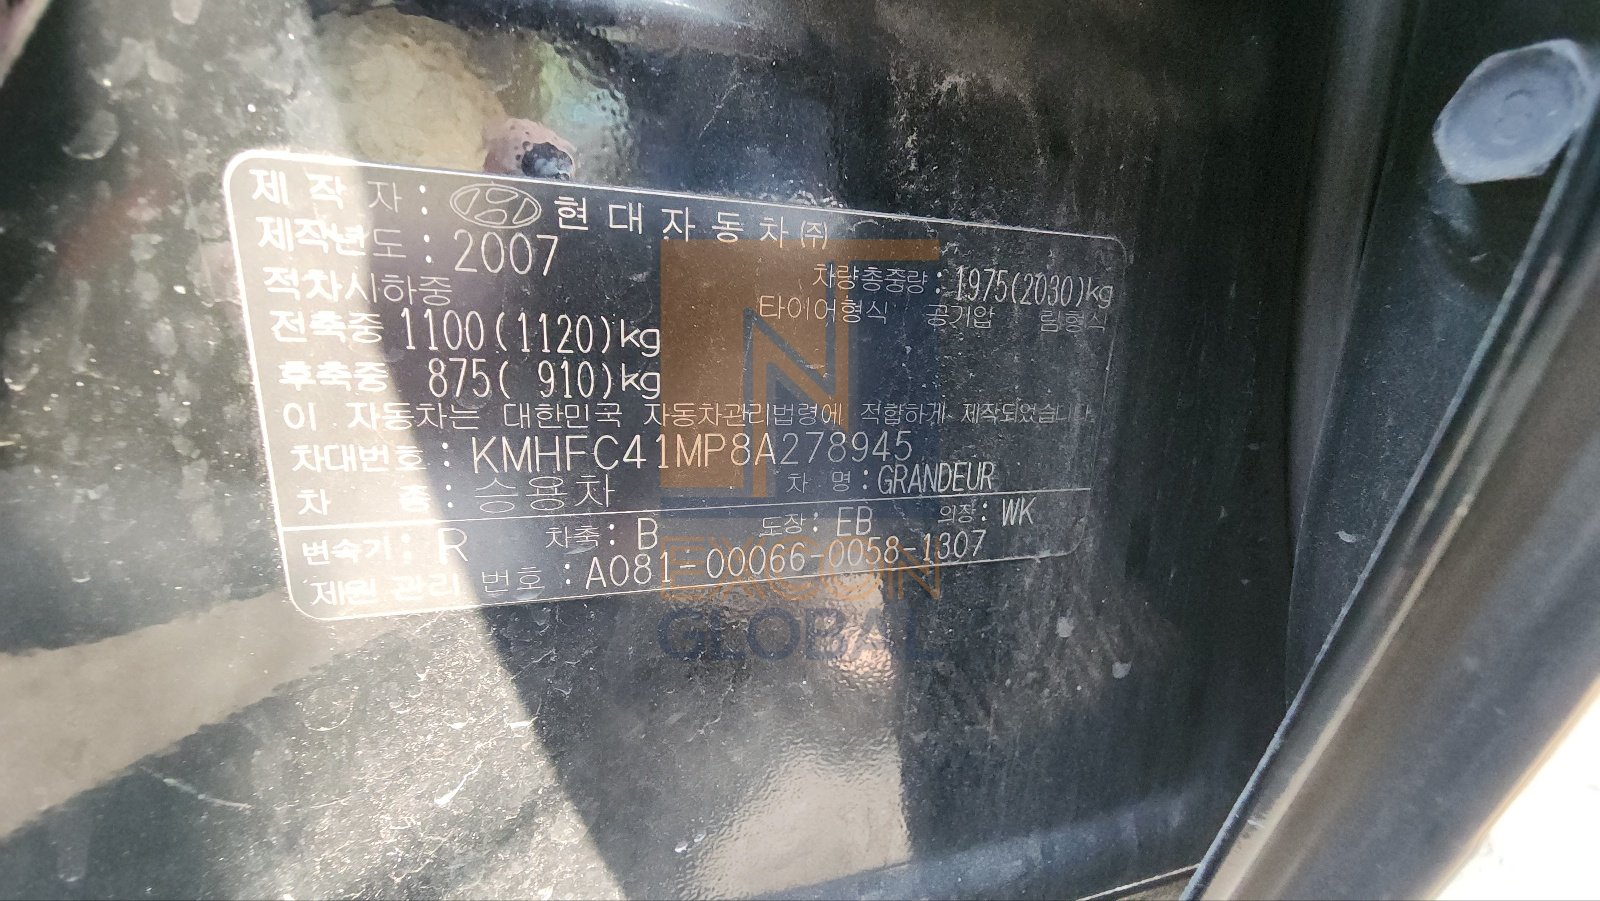 제 작 자 : 현 대 자 동 차 ㈜
제작년도 : 2007
적차시하중 차량총중량 : 1975(2030)kg
전축중 1100(1120)kg 타이어형식 공기압 림형식
후축중 875( 910)kg
이 자동차는 대한민국 자동차관리법령에 적합하게 제작되었습니다.
차대번호 : KMHFC41MP8A278945
차 종 : 승용차 차 명 : GRANDEUR
변속기 : R 차축 : B 도장 : EB 의장 : WK
제원 관리 번호 : A081-00066-0058-1307
EXCOIN
GLOBAL